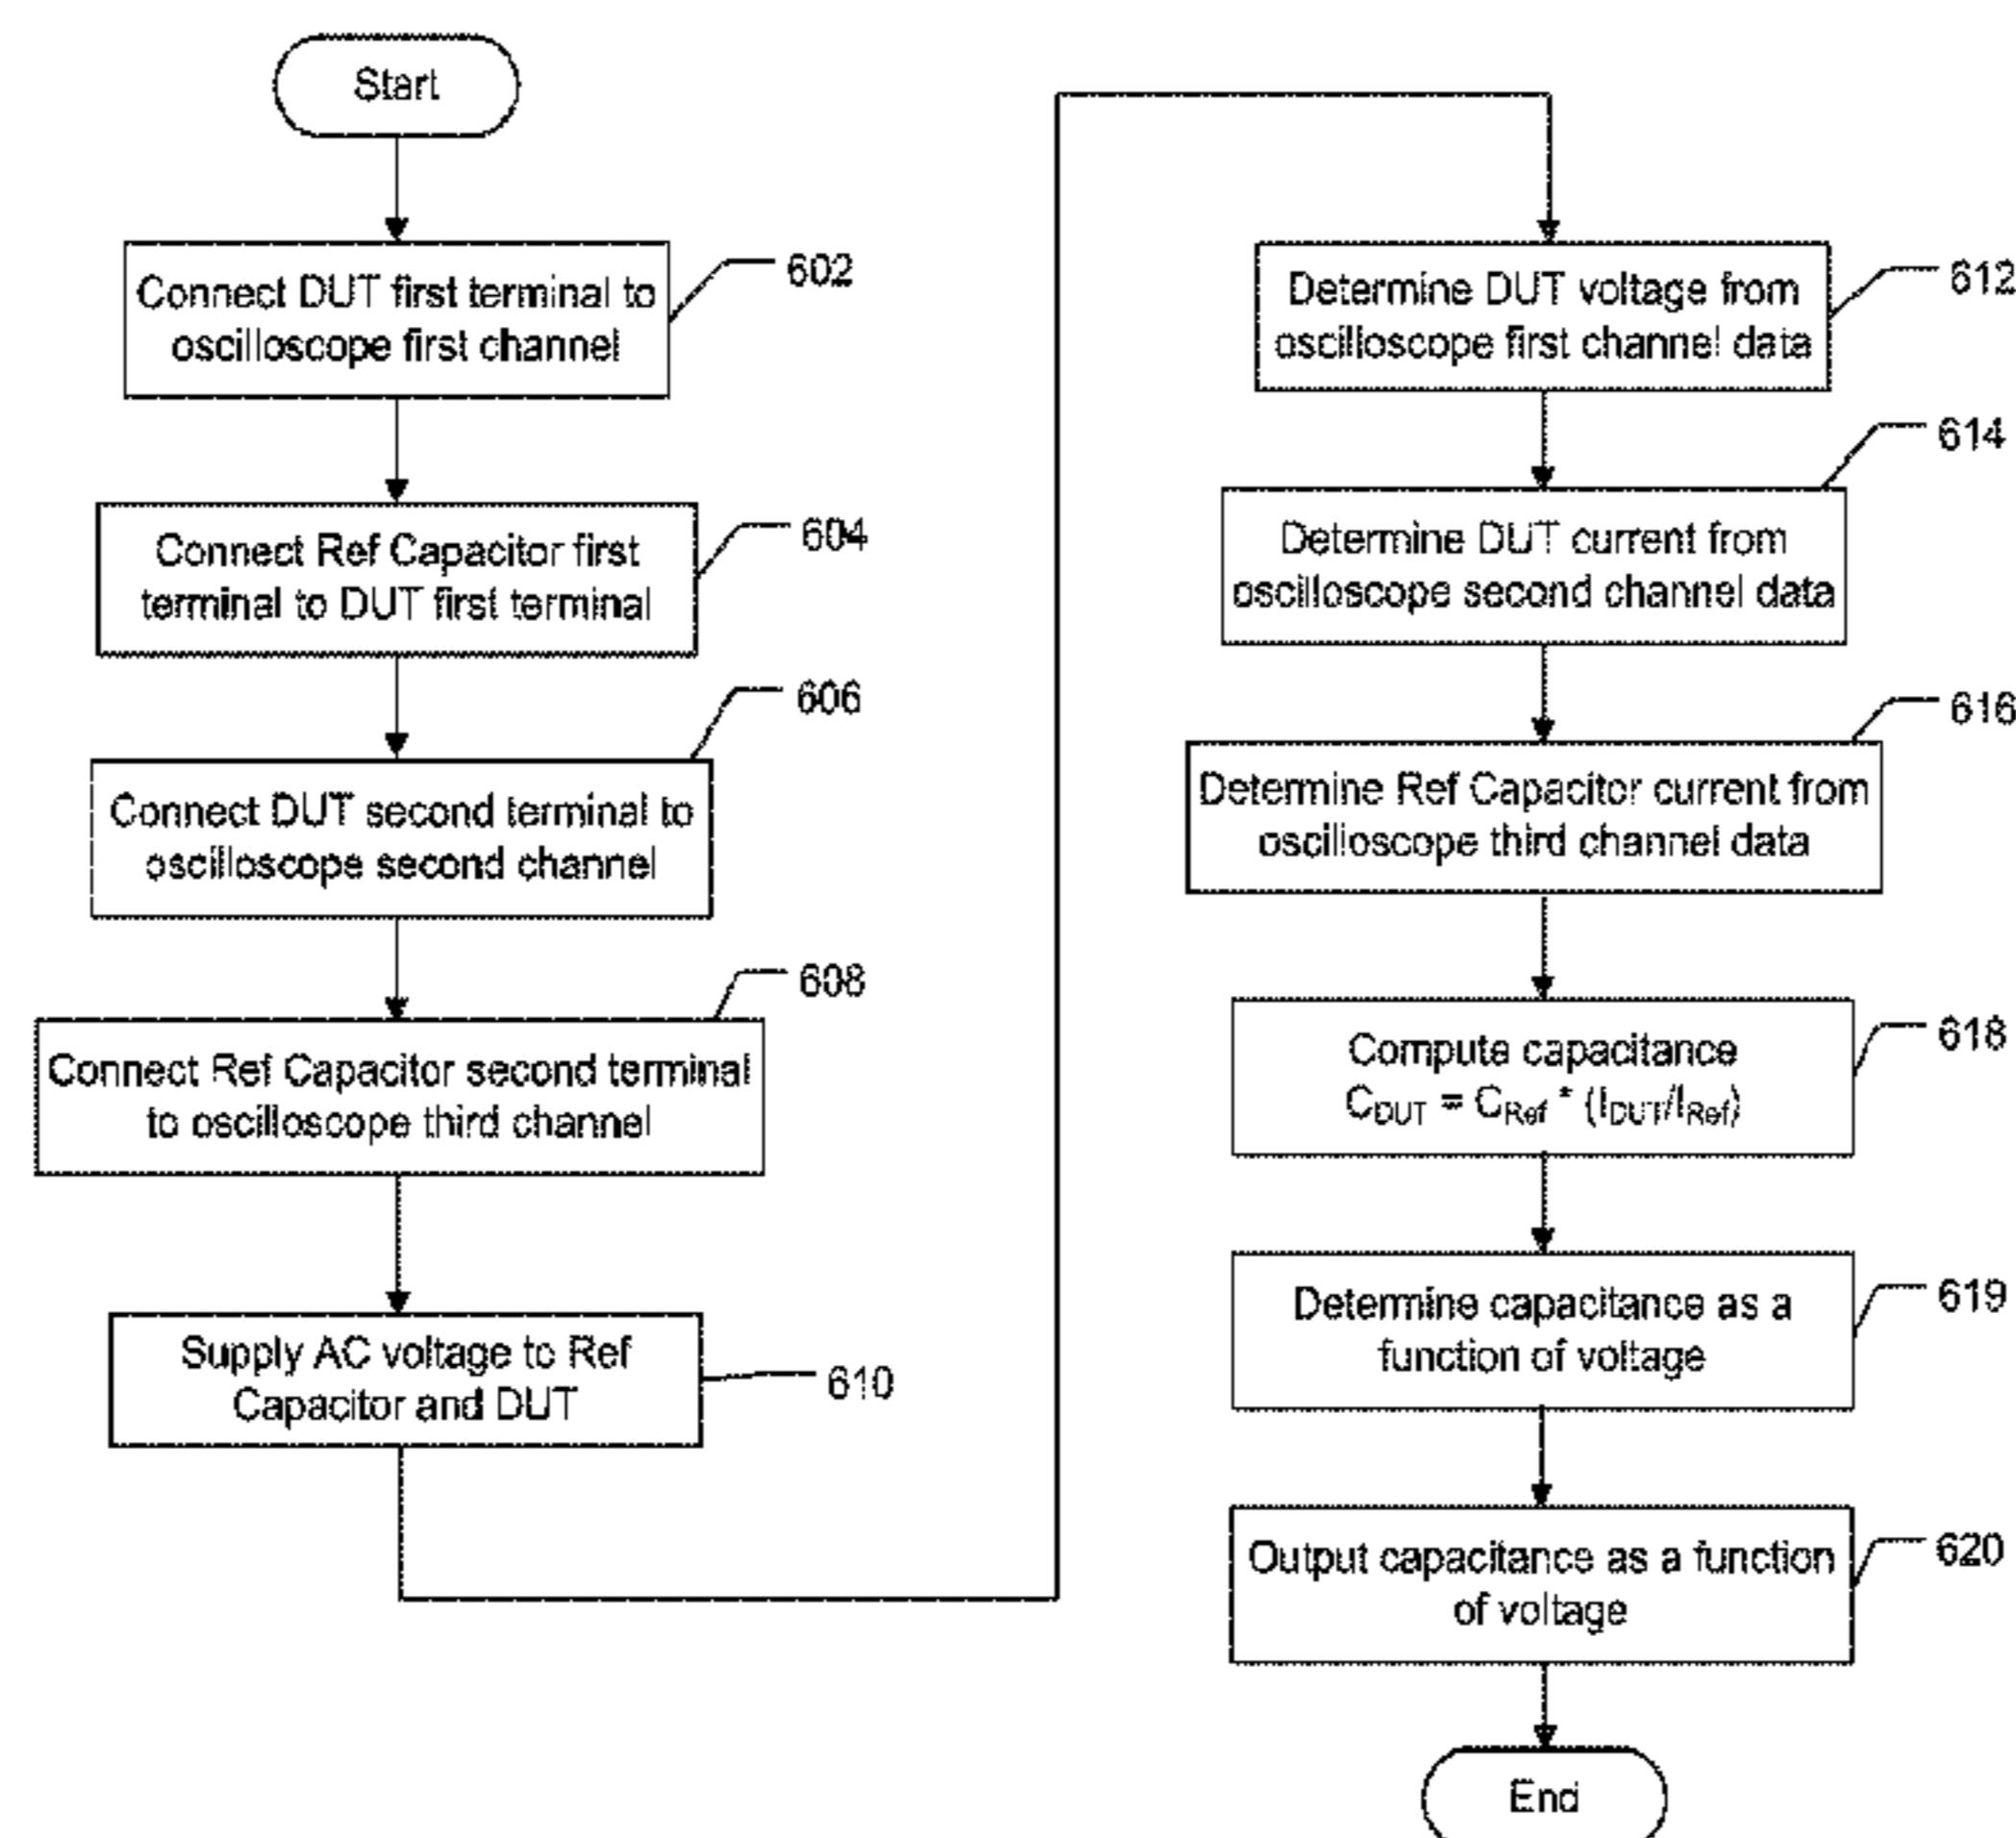 Start
Connect DUT first terminal to
oscilloscope first channel
602
Connect Ref Capacitor first
terminal to DUT first terminal
604
Connect DUT second terminal to
oscilloscope second channel
606
Connect Ref Capacitor second terminal
to oscilloscope third channel
608
Supply AC voltage to Ref
Capacitor and DUT
610
Determine DUT voltage from
oscilloscope first channel data
612
Determine DUT current from
oscilloscope second channel data
614
Determine Ref Capacitor current from
oscilloscope third channel data
616
Compute capacitance
C_DUT = C_Ref * (I_DUT/I_Ref)
618
Determine capacitance as a
function of voltage
619
Output capacitance as a function
of voltage
620
End